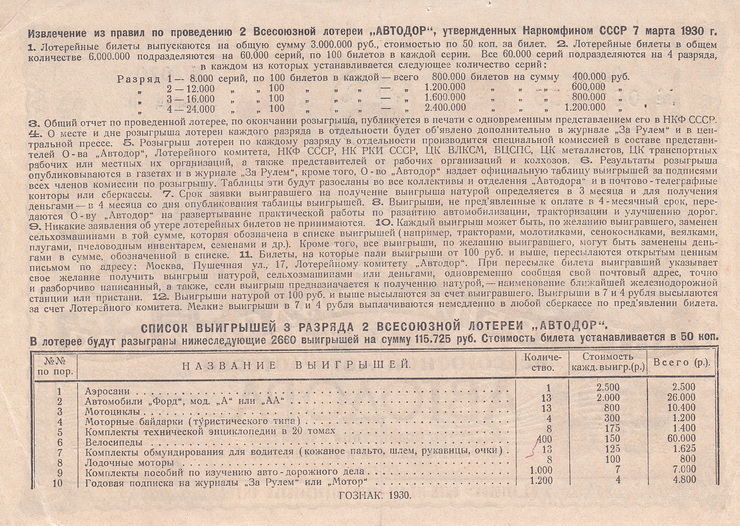 Извлечение из правил по проведению 2 Всесоюзной лотереи „АВТОДОР“, утвержденных Наркомфином СССР 7 марта 1930 г.
1. Лотерейные билеты выпускаются на общую сумму 3.000.000 руб., стоимостью по 50 коп. за билет. 2. Лотерейные билеты в общем
количестве 6.000.000 подразделяются на 60.000 серий, по 100 билетов в каждой серии. Все 60.000 серий подразделяются на 4 разряда,
в каждом из которых устанавливается следующее количество серий:
Разряд 1 — 8.000 серий, по 100 билетов в каждой — всего 800.000 билетов на сумму 400.000 руб.
„ 2 — 12.000 „ „ 100 „ „ „ — „ 1.200.000 „ „ „ 600,000 „
„ 3 — 16.000 „ „ 100 „ „ „ — „ 1.600.000 „ „ „ 800.000 „
„ 4 — 24.000 „ „ 100 „ „ „ — „ 2.400.000 „ „ „ 1.200.000 „
3. Общий отчет по проведенной лотерее, по окончании розыгрыша, публикуется в печати с одновременным представлением его в НКФ СССР.
4. О месте и дне розыгрыша лотереи каждого разряда в отдельности будет об'явлено дополнительно в журнале „За Рулем“ и в цен-
тральной прессе. 5. Розыгрыш лотереи по каждому разряду в отдельности производится специальной комиссией в составе представи-
телей О-ва „Автодор“, Лотерейного комитета, НКФ СССР, НК РКИ СССР, ЦК ВЛКСМ, ВЦСПС, ЦК металлистов, ЦК транспортных
рабочих или местных их организаций, а также представителей от рабочих организаций и колхозов. 6. Результаты розыгрыша
опубликовываются в газетах и в журнале „За Рулем“, кроме того, О-во „Автодор“ издает официальную таблицу выигрышей за подписями
всех членов комиссии по розыгрышу. Таблицы эти будут разосланы во все коллективы и отделения „Автодора“ и в почтово-телеграфные
конторы или сберкассы. 7. Срок заявки выигравшего на получение выигрыша натурой определяется в 3 месяца и для получения
деньгами — в 4 месяца со дня опубликования таблицы выигрышей. 8. Выигрыши, не пред'явленные к оплате в 4-месячный срок, пере-
даются О-ву „Автодор“ на развертывание практической работы по развитию автомобилизации, тракторизации и улучшению дорог.
9. Никакие заявления об утере лотерейных билетов не принимаются. 10. Каждый выигрыш может быть, по желанию выигравшего, заменен
сельхозмашинами в той сумме, которая обозначена в списке выигрышей (например, тракторами, молотилками, сенокосилками, веялками,
плугами, пчеловодным инвентарем, семенами и др.). Кроме того, все выигрыши, по желанию выигравшего, могут быть заменены день-
гами в сумме, обозначенной в списке. 11. Билеты, на которые пали выигрыши от 100 руб. и выше, пересылаются открытым ценным
письмом по адресу: Москва, Пушечная ул., 17, Лотерейному комитету „Автодор“. При пересылке билета выигравший указывает
свое желание получить выигрыш натурой, сельхозмашинами или деньгами, одновременно сообщая свой почтовый адрес, точно
и разборчиво написанный, а также, если выигрыш предназначается к получению натурой, — наименование ближайшей железнодорожной
станции или пристани. 12. Выигрыши натурой от 100 руб. и выше высылаются за счет выигравшего. Выигрыши в 7 и 4 рубля высылаются
за счет Лотерейного комитета. Мелкие выигрыши в 7 и 4 рубля выплачиваются немедленно в любой сберкассе по пред'явлении билета.
СПИСОК ВЫИГРЫШЕЙ 3 РАЗРЯДА 2 ВСЕСОЮЗНОЙ ЛОТЕРЕИ „АВТОДОР“.
В лотерее будут разыграны нижеследующие 2660 выигрышей на сумму 115.725 руб. Стоимость билета устанавливается в 50 коп.
№№ по пор. НАЗВАНИЕ ВЫИГРЫШЕЙ. Количество. Стоимость кажд. выигр.(р.) Всего (р.).
1 Аэросани 1 2.500 2.500
2 Автомобили „Форд“, мод. „А“ или „АА“ 13 2.000 26.000
3 Мотоциклы 13 800 10.400
4 Моторные байдарки (туристического типа) 4 300 1.200
5 Комплекты технической энциклопедии в 20 томах 8 175 1.400
6 Велосипеды 400 150 60.000
7 Комплекты обмундирования для водителя (кожаное пальто, шлем, рукавицы, очки) 13 125 1.625
8 Лодочные моторы 8 100 800
9 Комплекты пособий по изучению авто-дорожного дела 1.000 7 7.000
10 Годовая подписка на журналы „За Рулем“ или „Мотор“ 1.200 4 4.800
ГОЗНАК. 1930.